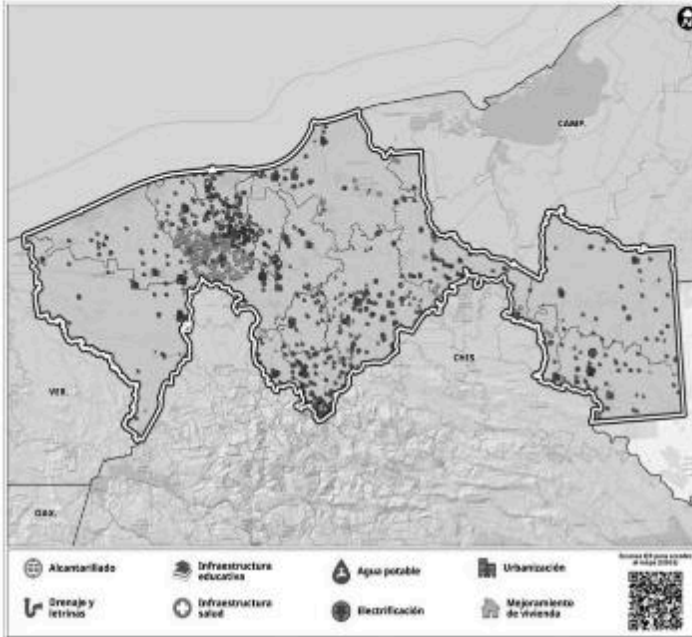 CAMP.
CHIS.
VER.
OAX.
Alcantarillado
Infraestructura
educativa
Agua potable
Urbanización
Drenaje y
letrinas
Infraestructura
salud
Electrificación
Mejoramiento
de vivienda